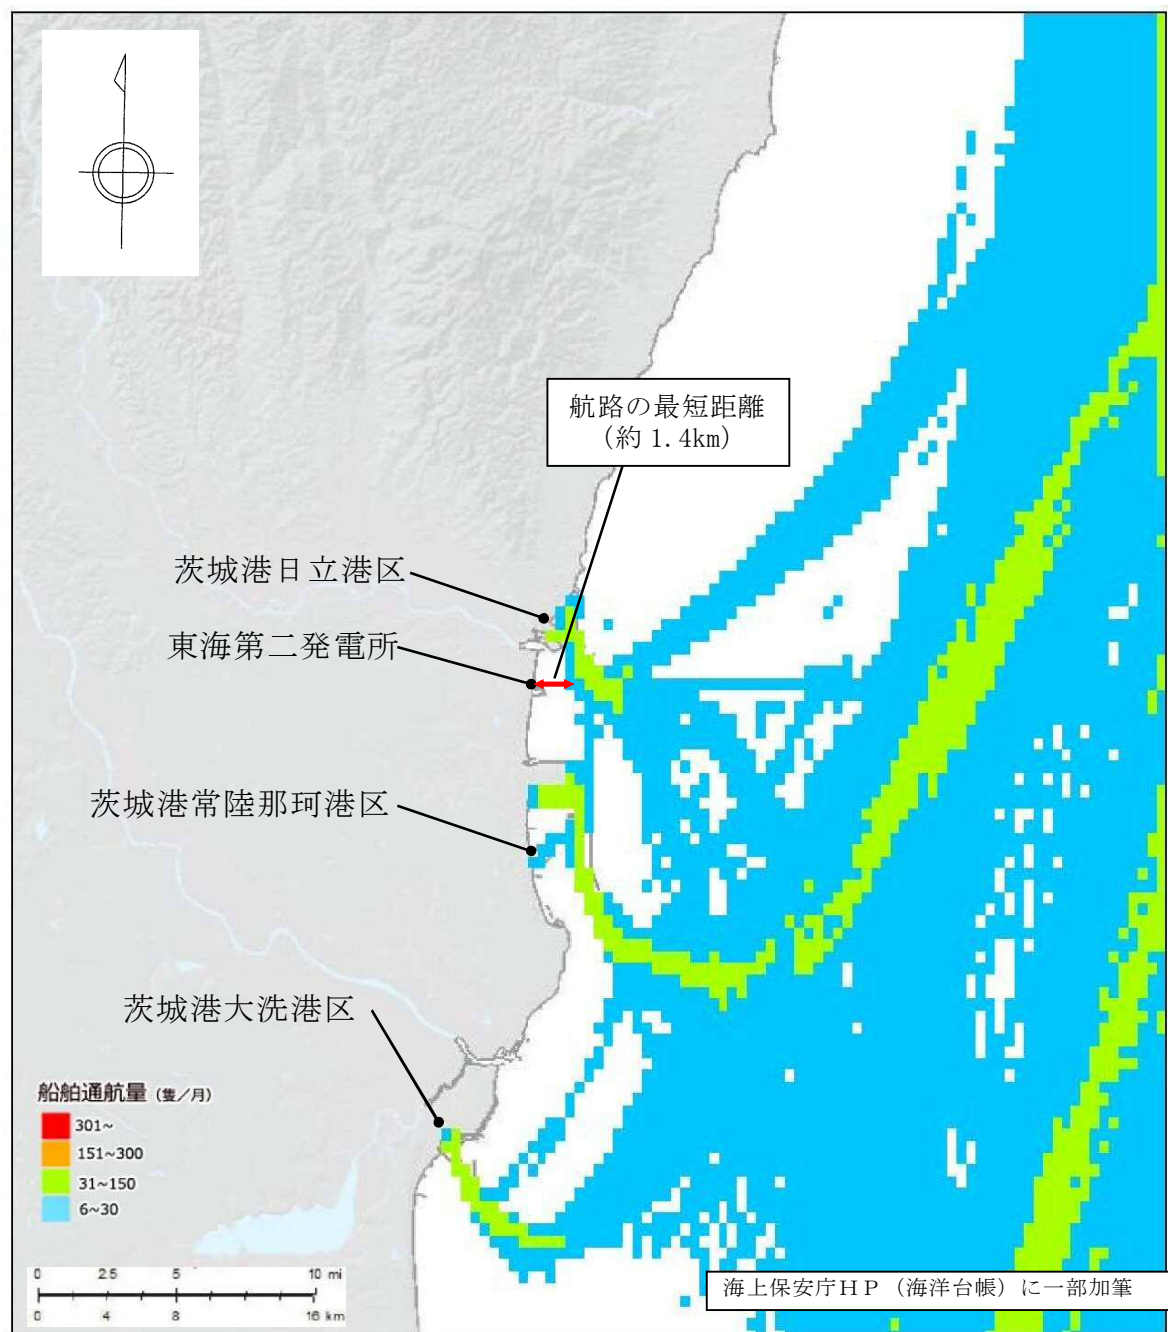 航路の最短距離
（約 1.4km）
茨城港日立港区
東海第二発電所
茨城港常陸那珂港区
茨城港大洗港区
船舶通航量（隻／月）
301~
151~300
31~150
6~30
0 2.5 5 10 mi
0 4 8 16 km
海上保安庁ＨＰ（海洋台帳）に一部加筆